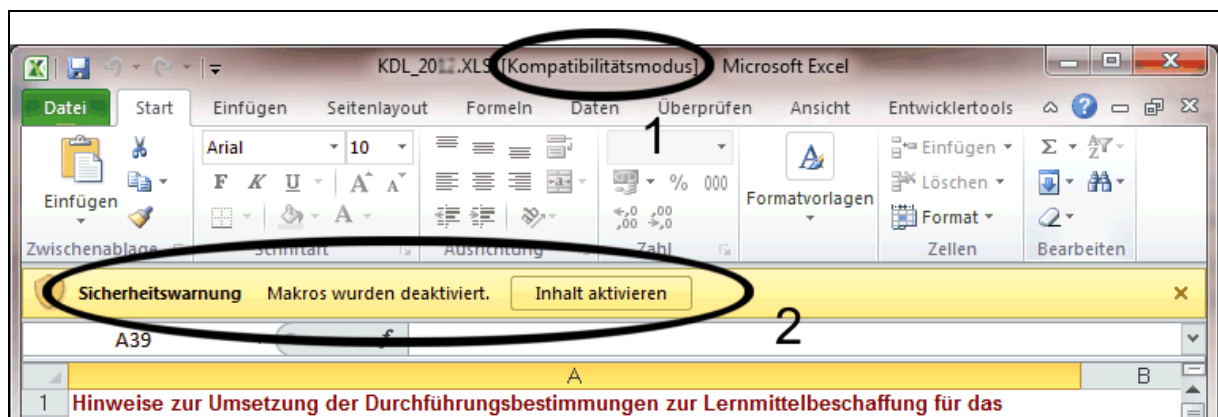 KDL_2012.XLS [Kompatibilitätsmodus] Microsoft Excel
Datei Start Einfügen Seitenlayout Formeln Daten Überprüfen Ansicht Entwicklertools
1
Arial 10 Einfügen Σ
F K U A A % 000 Löschen
Einfügen Formatvorlagen
A Format
Zwischenablage Schriftart Ausrichtung Zahl Zellen Bearbeiten
Sicherheitswarnung Makros wurden deaktiviert. Inhalt aktivieren
2
A39
A B
1 Hinweise zur Umsetzung der Durchführungsbestimmungen zur Lernmittelbeschaffung für das